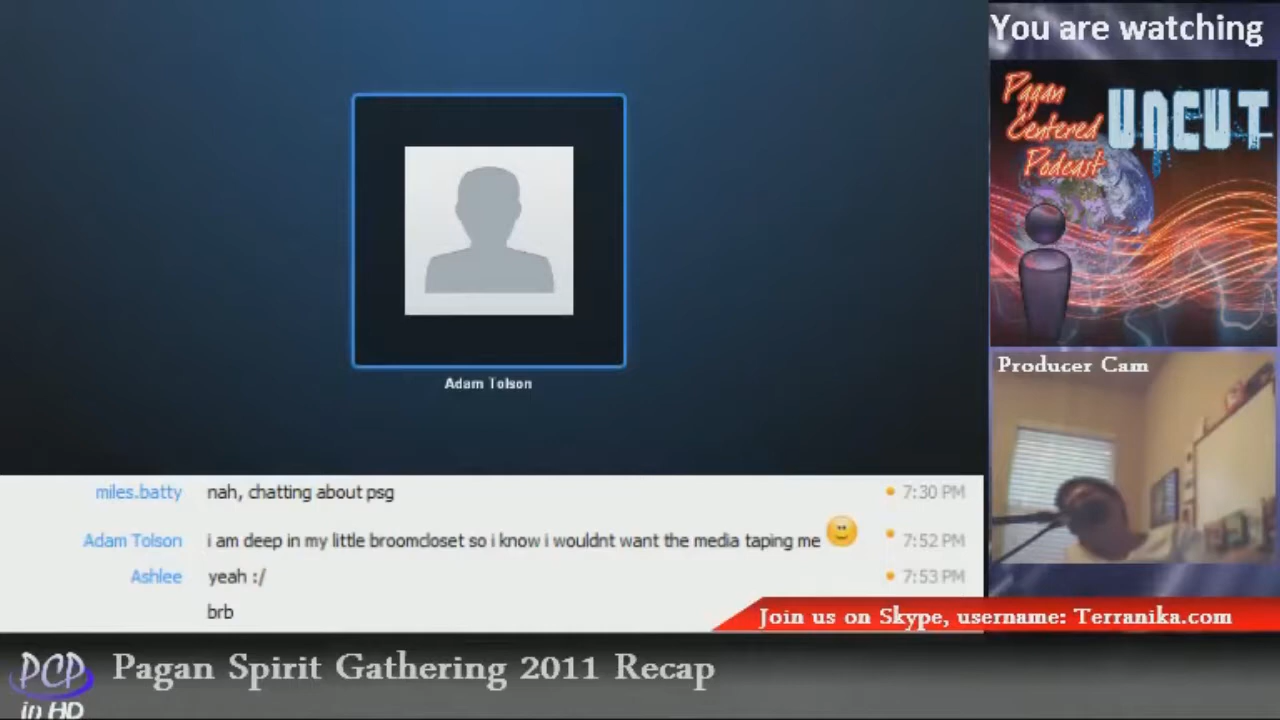 You are watching
Pagan
Centered
Podcast
UNCUT
Adam Tolson
Producer Cam
miles.batty nah, chatting about psg 7:30 PM
Adam Tolson i am deep in my little broomcloset so i know i wouldnt want the media taping me 7:52 PM
Ashlee yeah :/ 7:53 PM
brb
Join us on Skype, username: Terranika.com
PCP
in HD
Pagan Spirit Gathering 2011 Recap